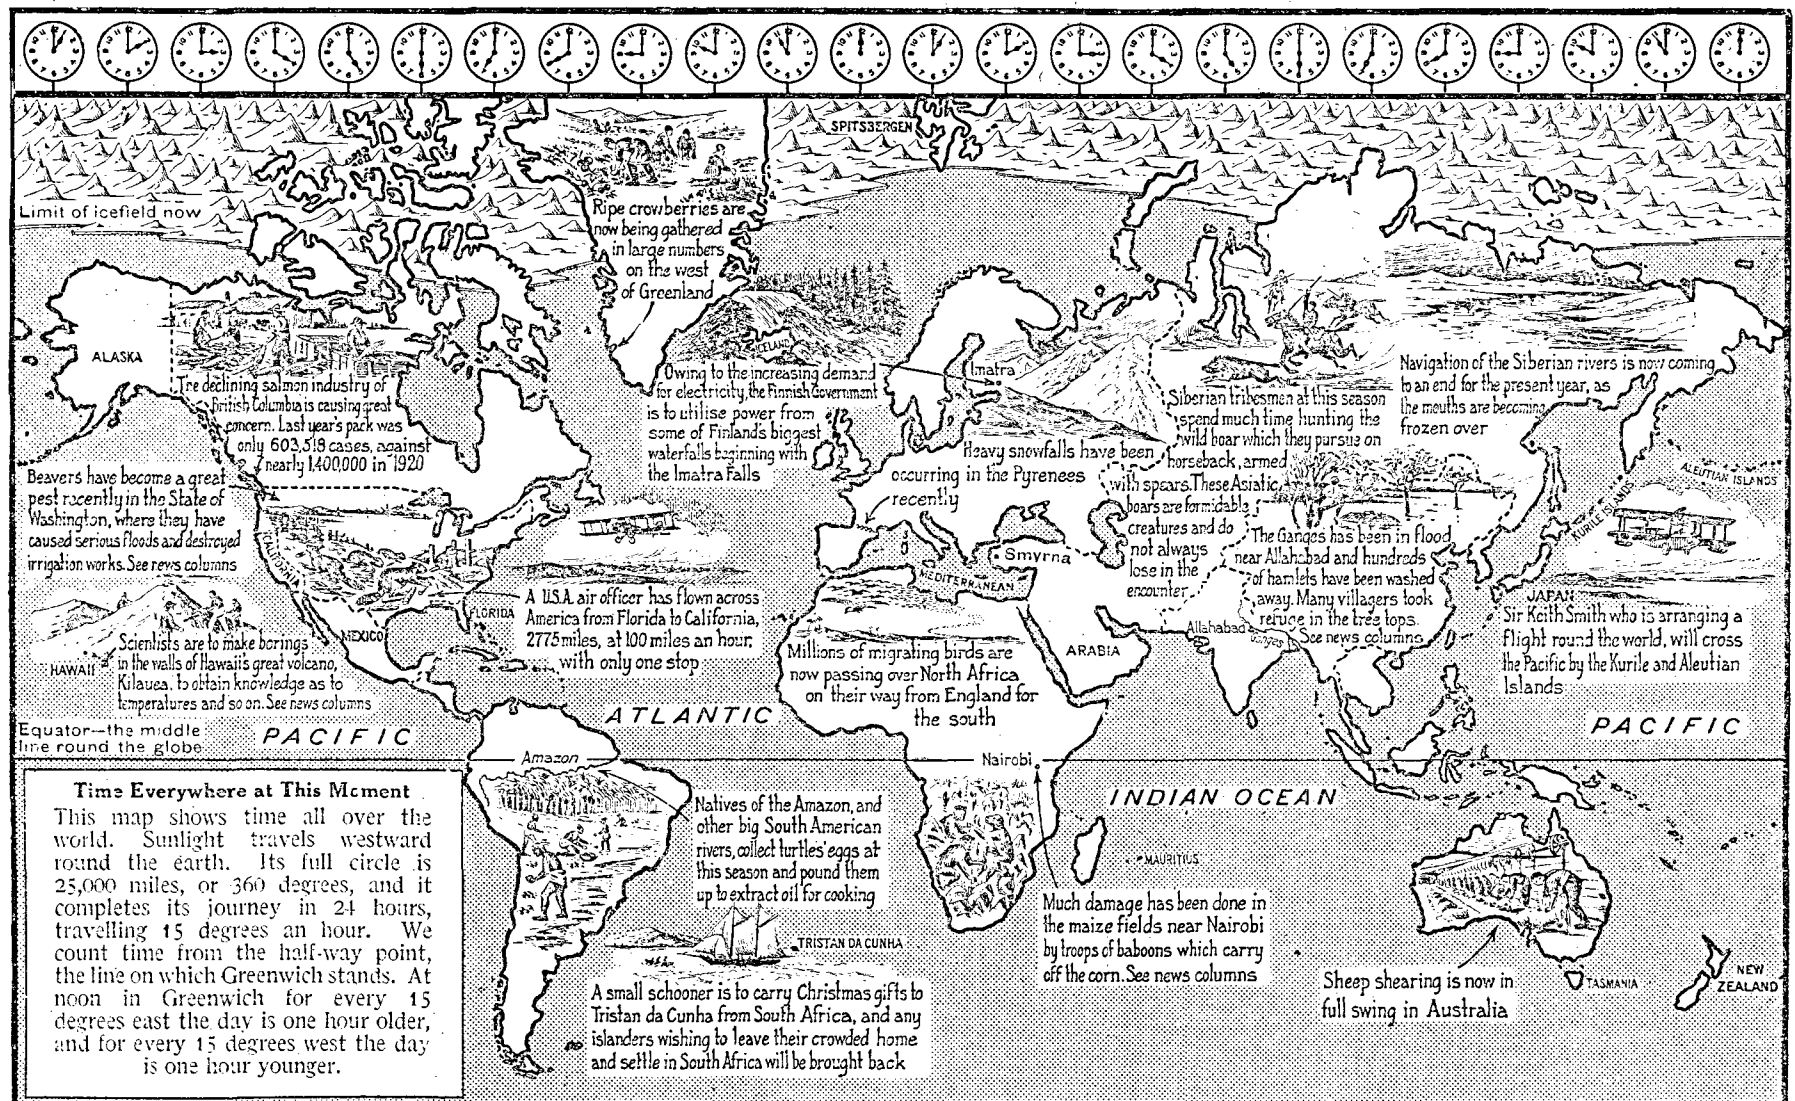 Limit of icefield now
SPITSBERGEN
Ripe crowberries are
now being gathered
in large numbers
on the west
of Greenland
ALASKA
The declining salmon industry of
British Columbia is causing great
concern. Last year's pack was
only 603,518 cases, against
nearly 1,400,000 in 1920
ICELAND
Owing to the increasing demand
for electricity, the Finnish Government
is to utilise power from
some of Finland's biggest
waterfalls beginning with
the Imatra Falls
Imatra
Siberian tribesmen at this season
spend much time hunting the
wild boar which they pursue on
horseback, armed
with spears. These Asiatic
boars are formidable
creatures and do
not always
lose in the
encounter
Navigation of the Siberian rivers is now coming
to an end for the present year, as
the mouths are becoming
frozen over
Heavy snowfalls have been
occurring in the Pyrenees
recently
Beavers have become a great
pest recently in the State of
Washington, where they have
caused serious floods and destroyed
irrigation works. See news columns
CALIFORNIA
ALEUTIAN ISLANDS
KURILE ISLANDS
The Ganges has been in flood
near Allahabad and hundreds
of hamlets have been washed
away. Many villagers took
refuge in the tree tops.
See news columns
Smyrna
MEDITERRANEAN
A U.S.A. air officer has flown across
America from Florida to California,
2775 miles, at 100 miles an hour,
with only one stop
FLORIDA
MEXICO
JAPAN
Sir Keith Smith who is arranging a
flight round the world, will cross
the Pacific by the Kurile and Aleutian
Islands
HAWAII
Scientists are to make borings
in the walls of Hawaii's great volcano,
Kilauea, to obtain knowledge as to
temperatures and so on. See news columns
Millions of migrating birds are
now passing over North Africa
on their way from England for
the south
ARABIA
Allahabad
Ganges
ATLANTIC
PACIFIC
PACIFIC
Equator—the middle
line round the globe
Amazon
Nairobi
INDIAN OCEAN
Time Everywhere at This Moment
This map shows time all over the
world. Sunlight travels westward
round the earth. Its full circle is
25,000 miles, or 360 degrees, and it
completes its journey in 24 hours,
travelling 15 degrees an hour. We
count time from the half-way point,
the line on which Greenwich stands. At
noon in Greenwich for every 15
degrees east the day is one hour older,
and for every 15 degrees west the day
is one hour younger.
Natives of the Amazon, and
other big South American
rivers, collect turtles' eggs at
this season and pound them
up to extract oil for cooking
MAURITIUS
Much damage has been done in
the maize fields near Nairobi
by troops of baboons which carry
off the corn. See news columns
TRISTAN DA CUNHA
A small schooner is to carry Christmas gifts to
Tristan da Cunha from South Africa, and any
islanders wishing to leave their crowded home
and settle in South Africa will be brought back
Sheep shearing is now in
full swing in Australia
TASMANIA
NEW
ZEALAND